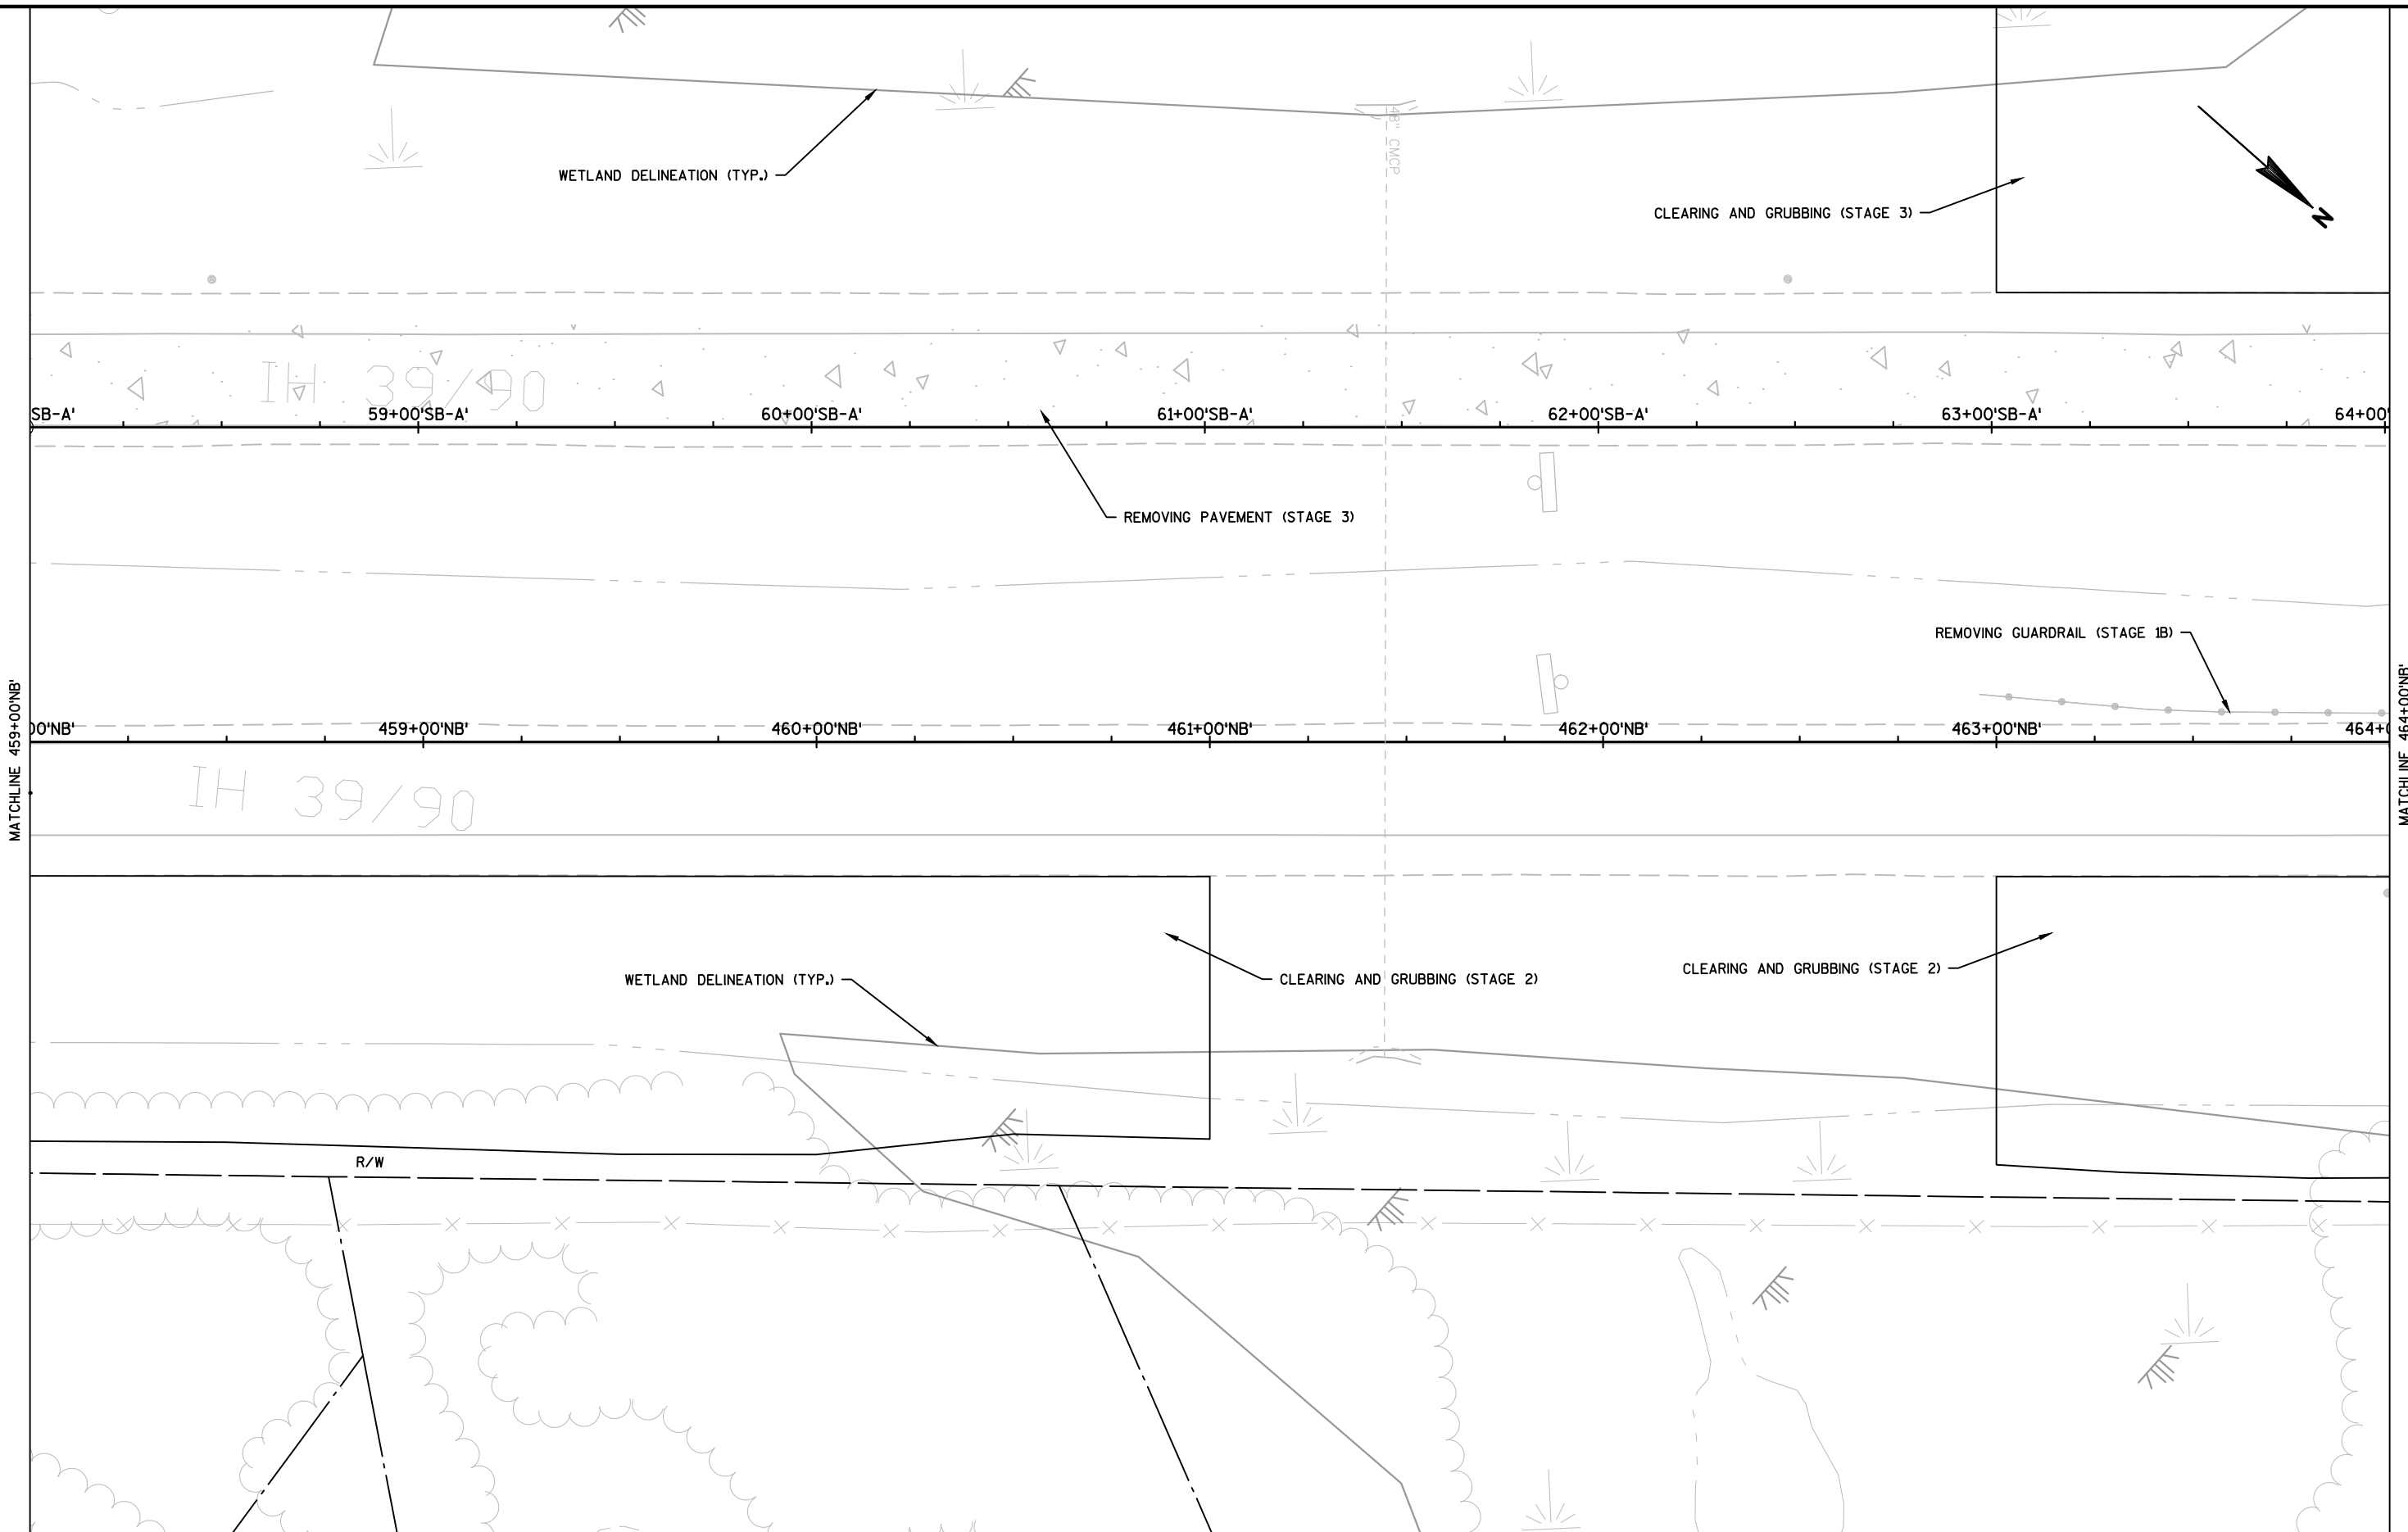 48" CMCP
WETLAND DELINEATION (TYP.)
CLEARING AND GRUBBING (STAGE 3)
N
IH 39/90
SB-A'
59+00'SB-A'
60+00'SB-A'
61+00'SB-A'
62+00'SB-A'
63+00'SB-A'
64+00'
REMOVING PAVEMENT (STAGE 3)
REMOVING GUARDRAIL (STAGE 1B)
MATCHLINE 459+00'NB'
MATCHLINE 464+00'NB'
00'NB'
459+00'NB'
460+00'NB'
461+00'NB'
462+00'NB'
463+00'NB'
464+0
IH 39/90
WETLAND DELINEATION (TYP.)
CLEARING AND GRUBBING (STAGE 2)
CLEARING AND GRUBBING (STAGE 2)
R/W